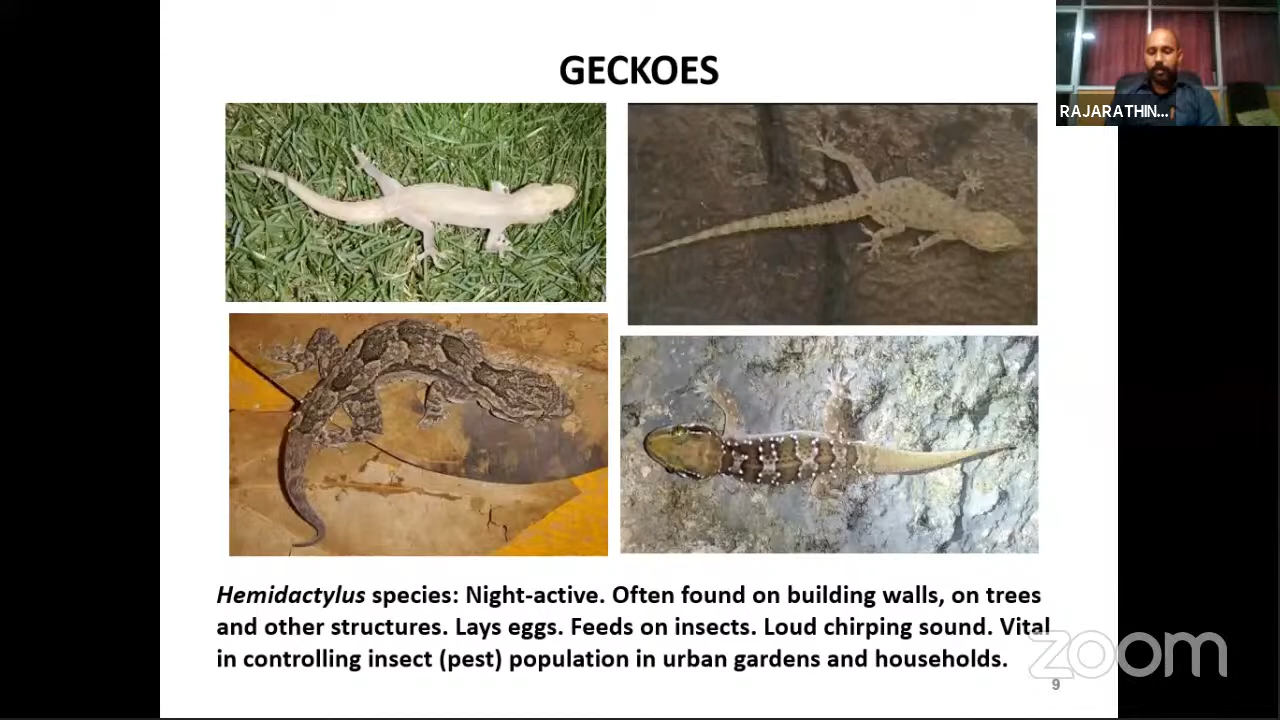 GECKOES
RAJARATHIN...
Hemidactylus species: Night-active. Often found on building walls, on trees
and other structures. Lays eggs. Feeds on insects. Loud chirping sound. Vital
in controlling insect (pest) population in urban gardens and households.
zoom
9